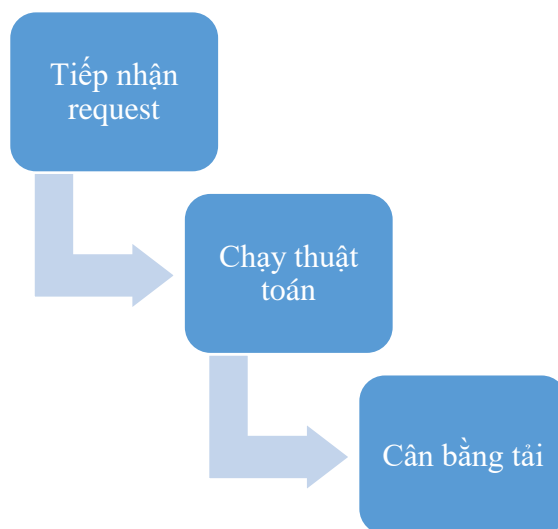 Tiếp nhận
request
Chạy thuật
toán
Cân bằng tải